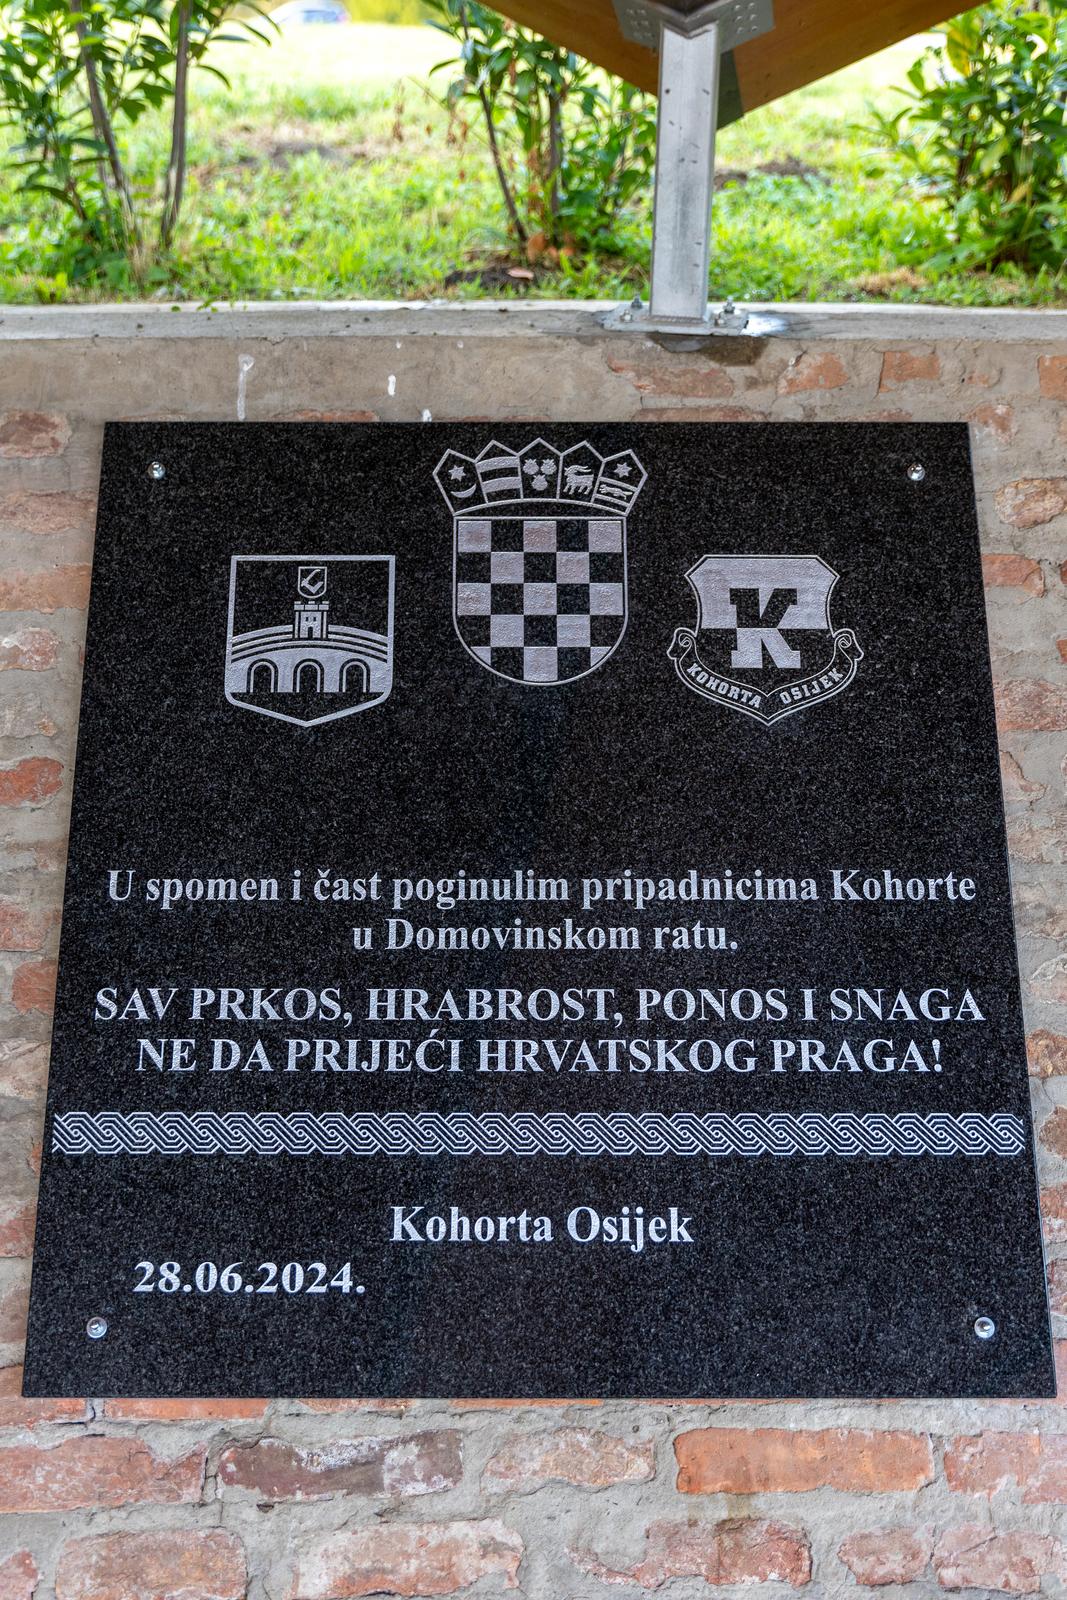 K
KOHORTA OSIJEK
U spomen i čast poginulim pripadnicima Kohorte
u Domovinskom ratu.
SAV PRKOS, HRABROST, PONOS I SNAGA
NE DA PRIJEĆI HRVATSKOG PRAGA!
Kohorta Osijek
28.06.2024.